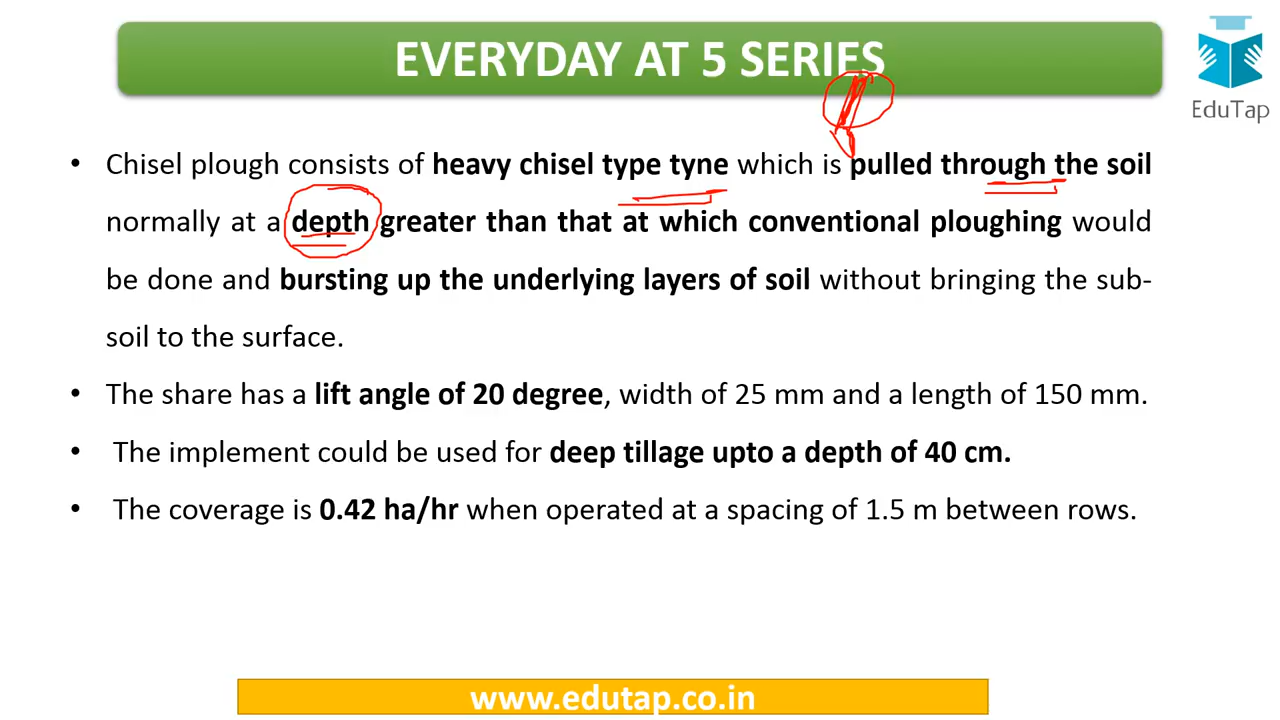 EVERYDAY AT 5 SERIES
EduTap
• Chisel plough consists of heavy chisel type tyne which is pulled through the soil
normally at a depth greater than that at which conventional ploughing would
be done and bursting up the underlying layers of soil without bringing the sub-
soil to the surface.
• The share has a lift angle of 20 degree, width of 25 mm and a length of 150 mm.
• The implement could be used for deep tillage upto a depth of 40 cm.
• The coverage is 0.42 ha/hr when operated at a spacing of 1.5 m between rows.
www.edutap.co.in